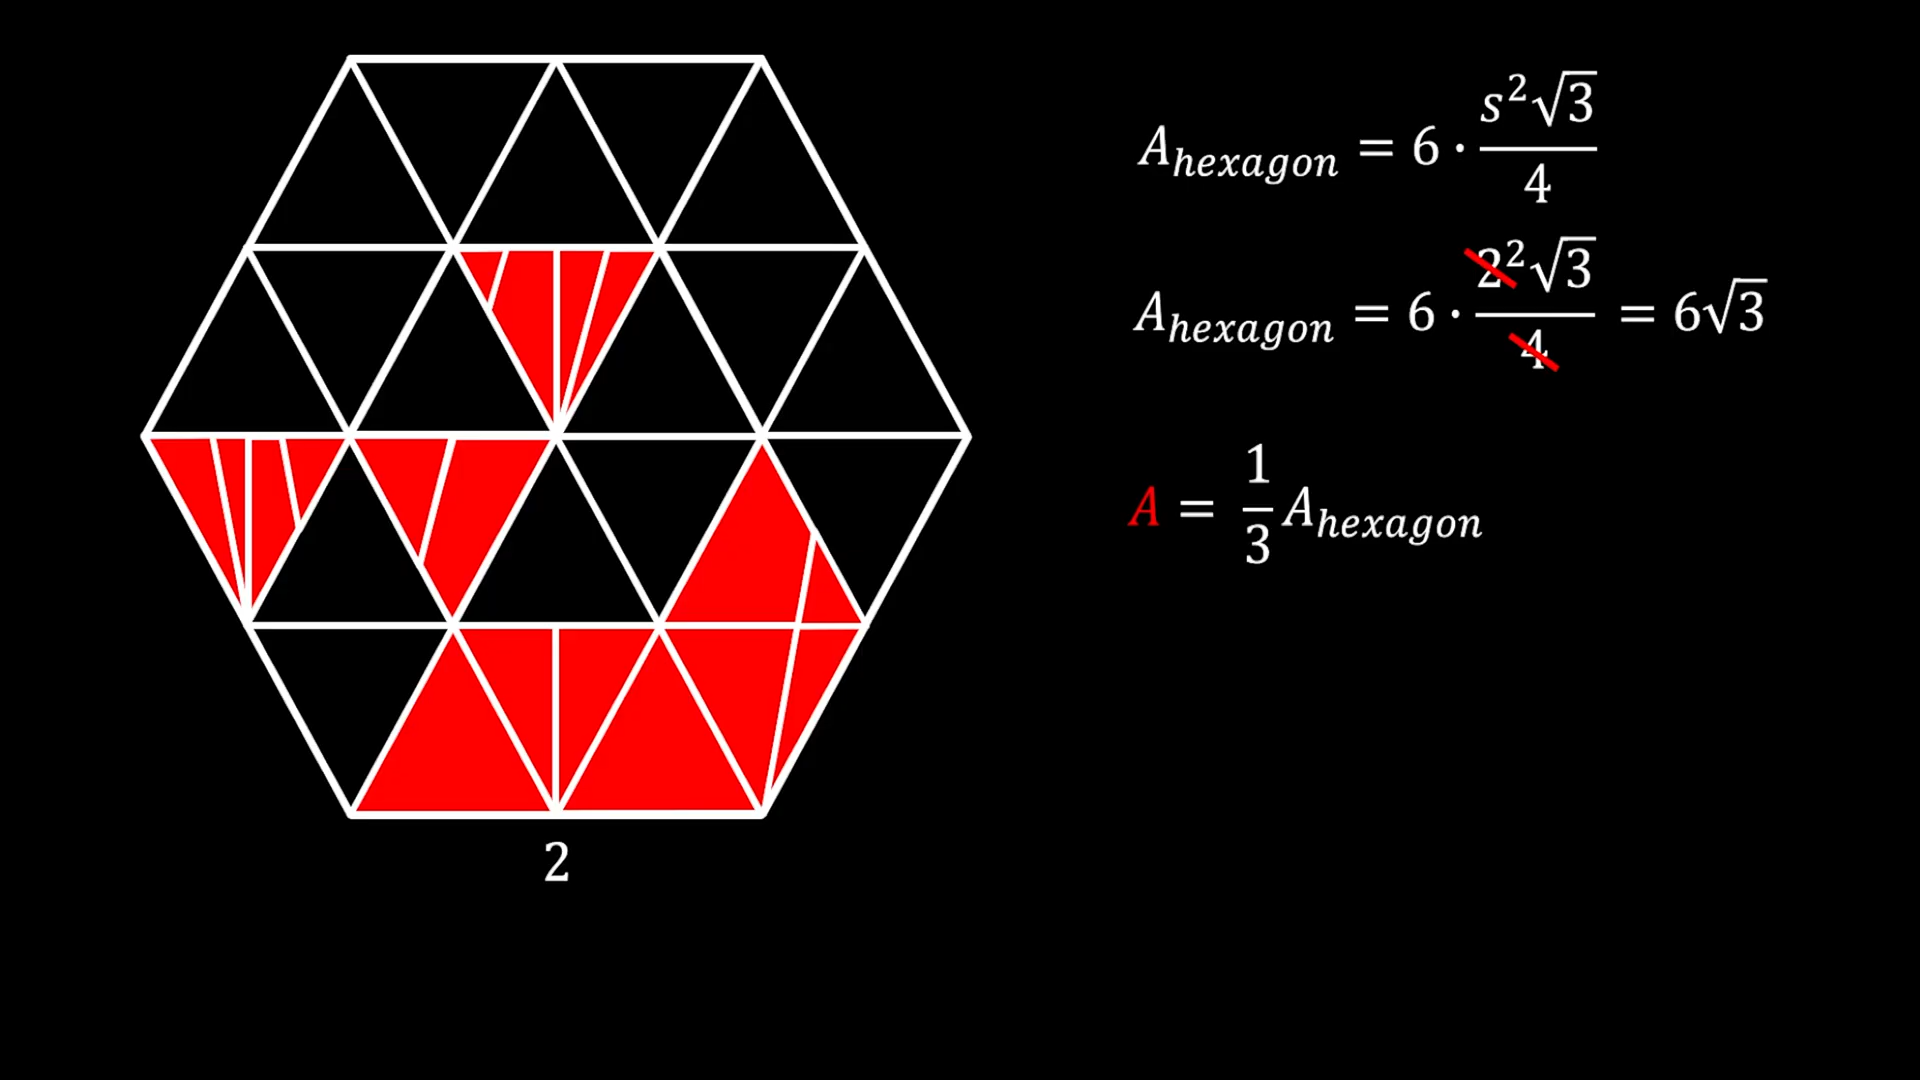 A_hexagon = 6 · s²√3 / 4
A_hexagon = 6 · 2²√3 / 4 = 6√3
A = 1/3 A_hexagon
2